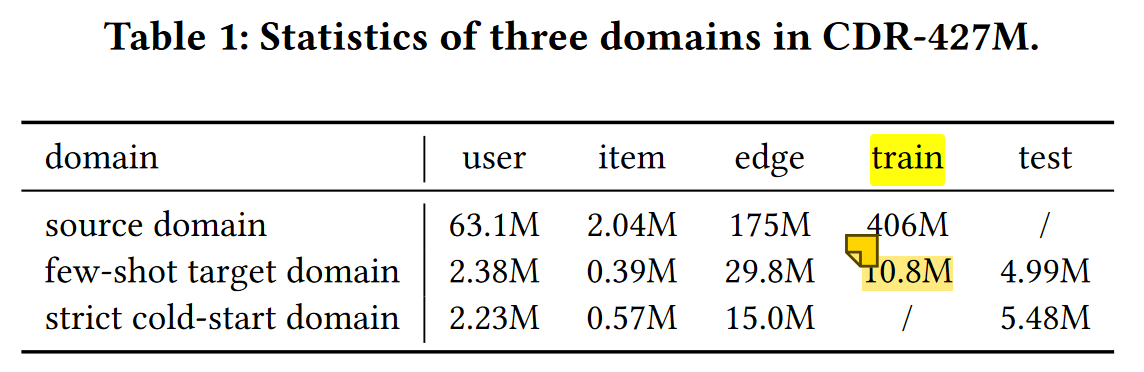 Table 1: Statistics of three domains in CDR-427M.
domain user item edge train test
source domain 63.1M 2.04M 175M 406M /
few-shot target domain 2.38M 0.39M 29.8M 10.8M 4.99M
strict cold-start domain 2.23M 0.57M 15.0M / 5.48M